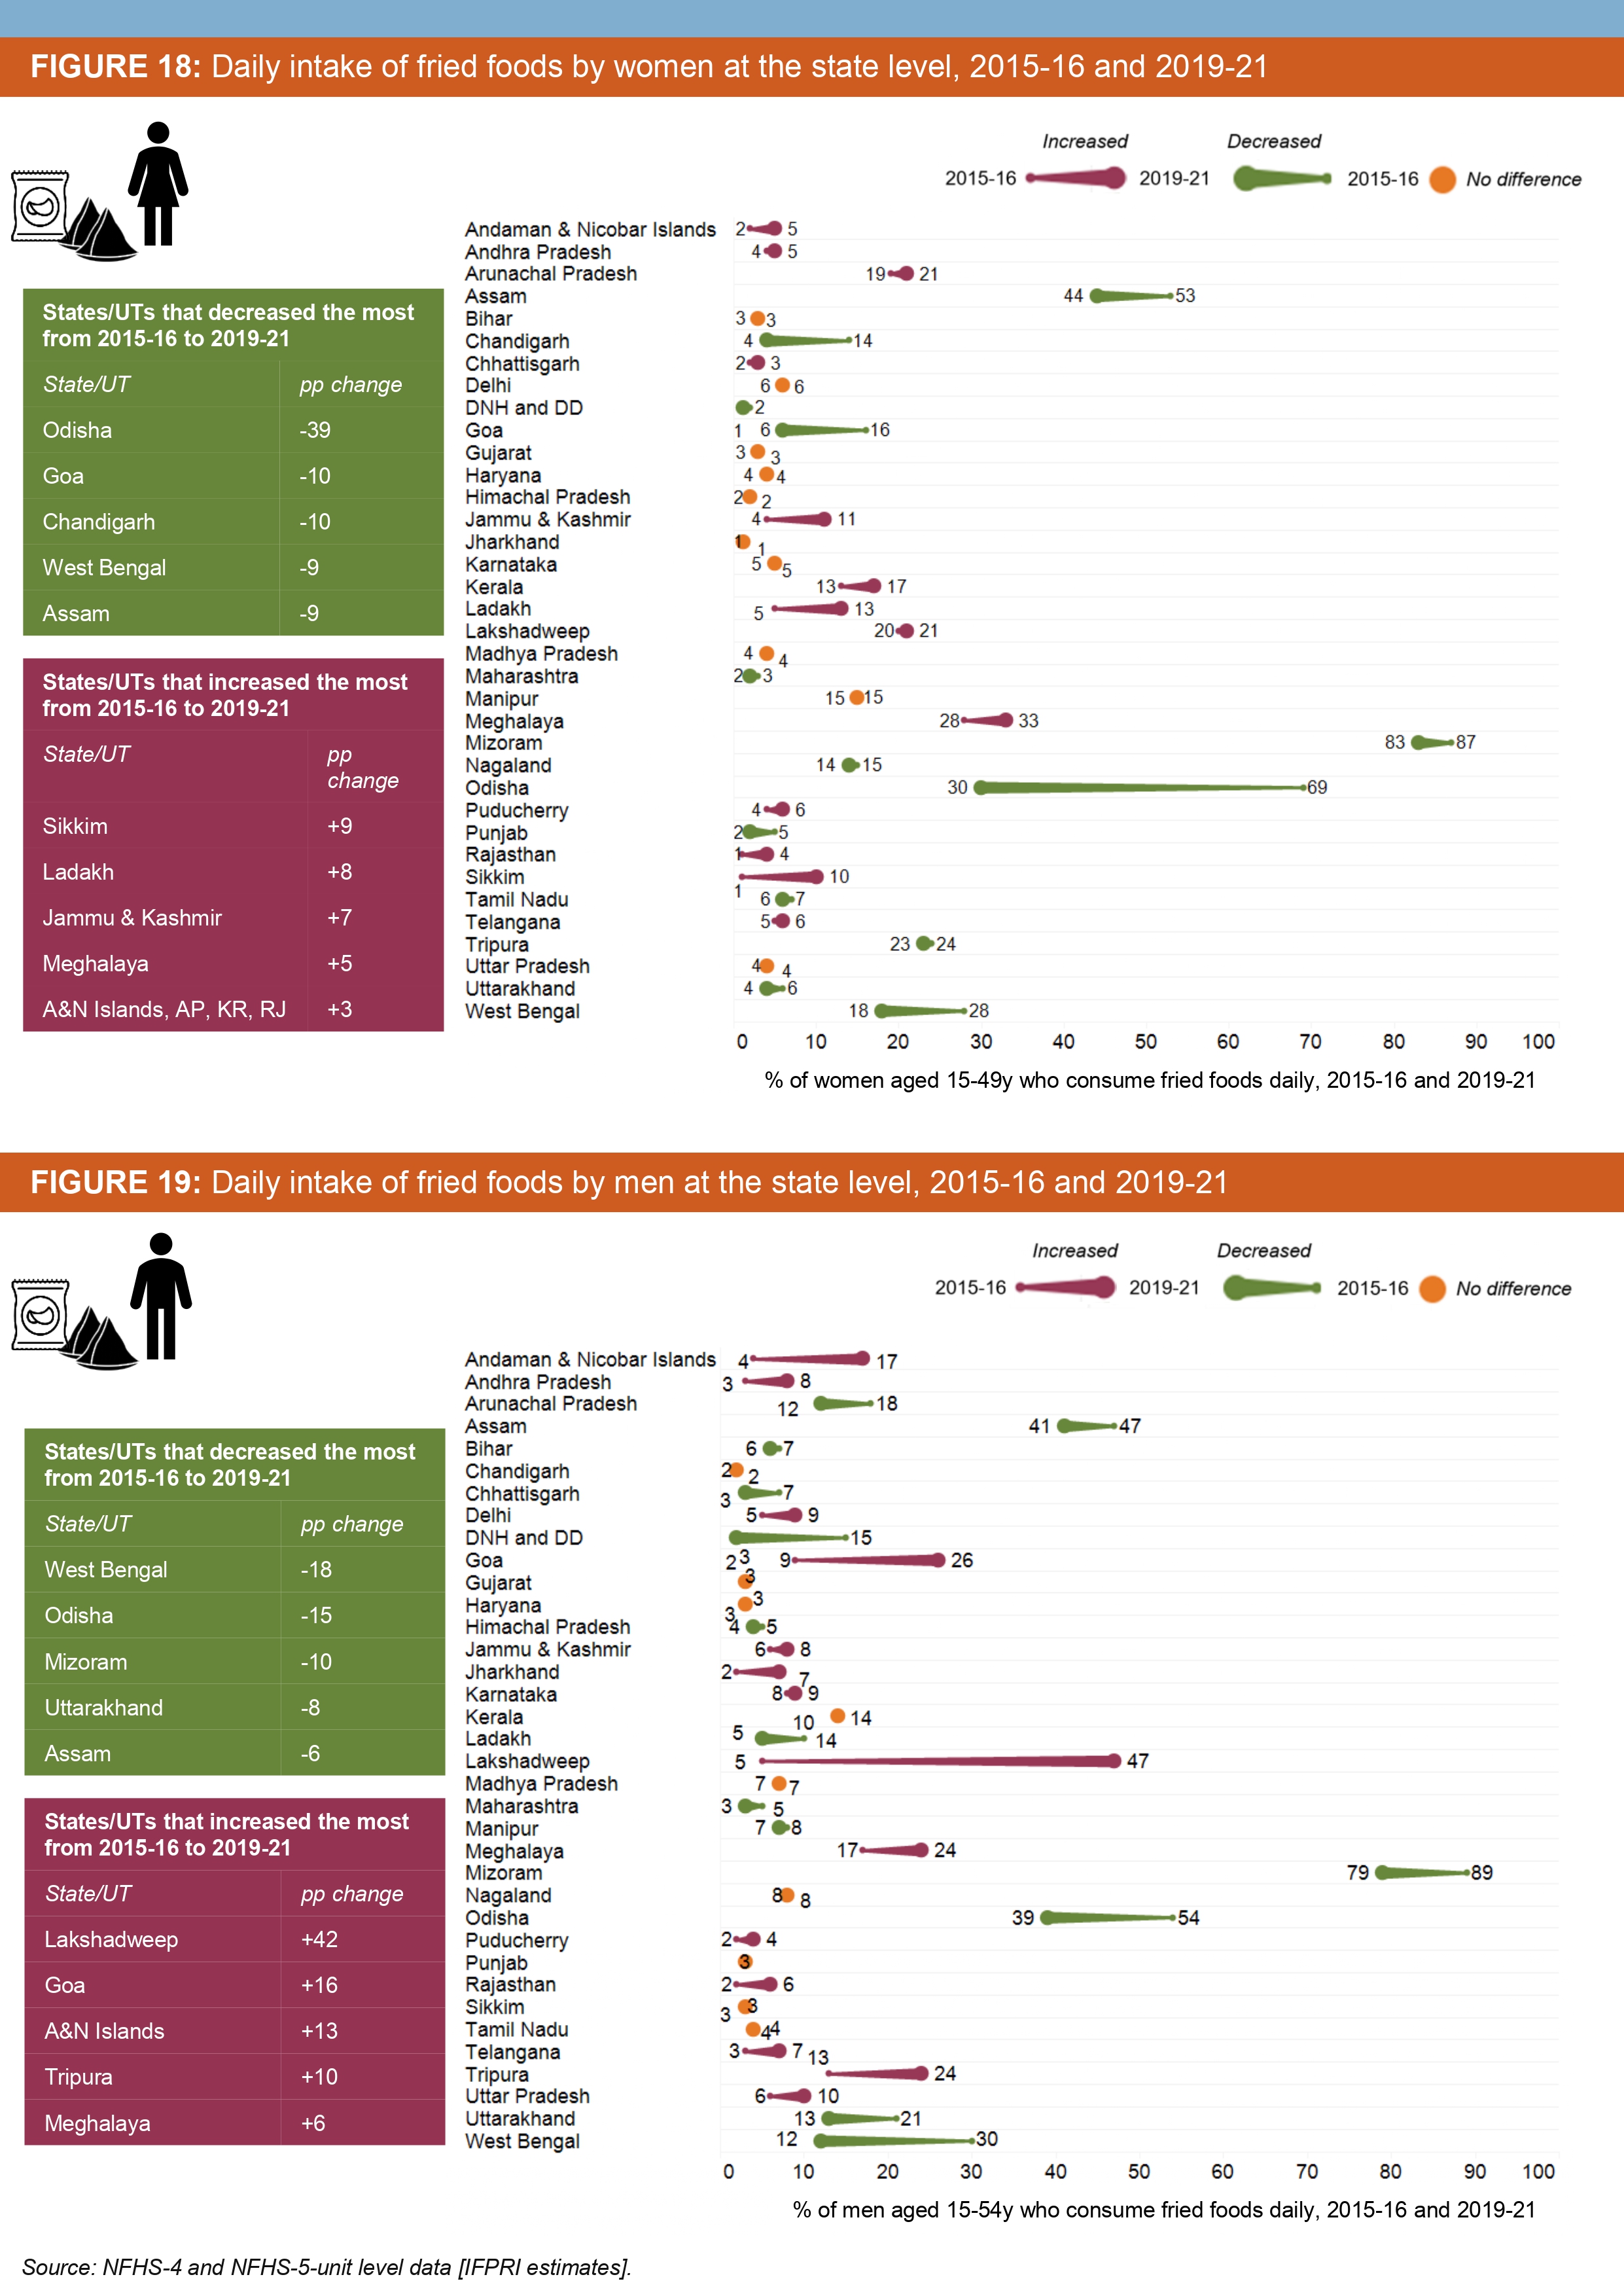 FIGURE 18: Daily intake of fried foods by women at the state level, 2015-16 and 2019-21
Increased Decreased
2015-16 2019-21 2015-16 No difference
States/UTs that decreased the most
from 2015-16 to 2019-21
State/UT pp change
Odisha -39
Goa -10
Chandigarh -10
West Bengal -9
Assam -9
States/UTs that increased the most
from 2015-16 to 2019-21
State/UT pp
change
Sikkim +9
Ladakh +8
Jammu & Kashmir +7
Meghalaya +5
A&N Islands, AP, KR, RJ +3
Andaman & Nicobar Islands 2 5
Andhra Pradesh 4 5
Arunachal Pradesh 19 21
Assam 44 53
Bihar 3 3
Chandigarh 4 14
Chhattisgarh 2 3
Delhi 6 6
DNH and DD 2
Goa 1 6 16
Gujarat 3 3
Haryana 4 4
Himachal Pradesh 2 2
Jammu & Kashmir 4 11
Jharkhand 1 1
Karnataka 5 5
Kerala 13 17
Ladakh 5 13
Lakshadweep 20 21
Madhya Pradesh 4 4
Maharashtra 2 3
Manipur 15 15
Meghalaya 28 33
Mizoram 83 87
Nagaland 14 15
Odisha 30 69
Puducherry 4 6
Punjab 2 5
Rajasthan 1 4
Sikkim 1 10
Tamil Nadu 6 7
Telangana 5 6
Tripura 23 24
Uttar Pradesh 4 4
Uttarakhand 4 6
West Bengal 18 28
0 10 20 30 40 50 60 70 80 90 100
% of women aged 15-49y who consume fried foods daily, 2015-16 and 2019-21
FIGURE 19: Daily intake of fried foods by men at the state level, 2015-16 and 2019-21
Increased Decreased
2015-16 2019-21 2015-16 No difference
States/UTs that decreased the most
from 2015-16 to 2019-21
State/UT pp change
West Bengal -18
Odisha -15
Mizoram -10
Uttarakhand -8
Assam -6
States/UTs that increased the most
from 2015-16 to 2019-21
State/UT pp change
Lakshadweep +42
Goa +16
A&N Islands +13
Tripura +10
Meghalaya +6
Andaman & Nicobar Islands 4 17
Andhra Pradesh 3 8
Arunachal Pradesh 12 18
Assam 41 47
Bihar 6 7
Chandigarh 2 2
Chhattisgarh 3 7
Delhi 5 9
DNH and DD 15
Goa 2 3 9 26
Gujarat 3
Haryana 3 3
Himachal Pradesh 4 5
Jammu & Kashmir 6 8
Jharkhand 2 7
Karnataka 8 9
Kerala 10 14
Ladakh 5 14
Lakshadweep 5 47
Madhya Pradesh 7 7
Maharashtra 3 5
Manipur 7 8
Meghalaya 17 24
Mizoram 79 89
Nagaland 8 8
Odisha 39 54
Puducherry 2 4
Punjab 3
Rajasthan 2 6
Sikkim 3 3
Tamil Nadu 4 4
Telangana 3 7 13
Tripura 24
Uttar Pradesh 6 10
Uttarakhand 13 21
West Bengal 12 30
0 10 20 30 40 50 60 70 80 90 100
% of men aged 15-54y who consume fried foods daily, 2015-16 and 2019-21
Source: NFHS-4 and NFHS-5-unit level data [IFPRI estimates].